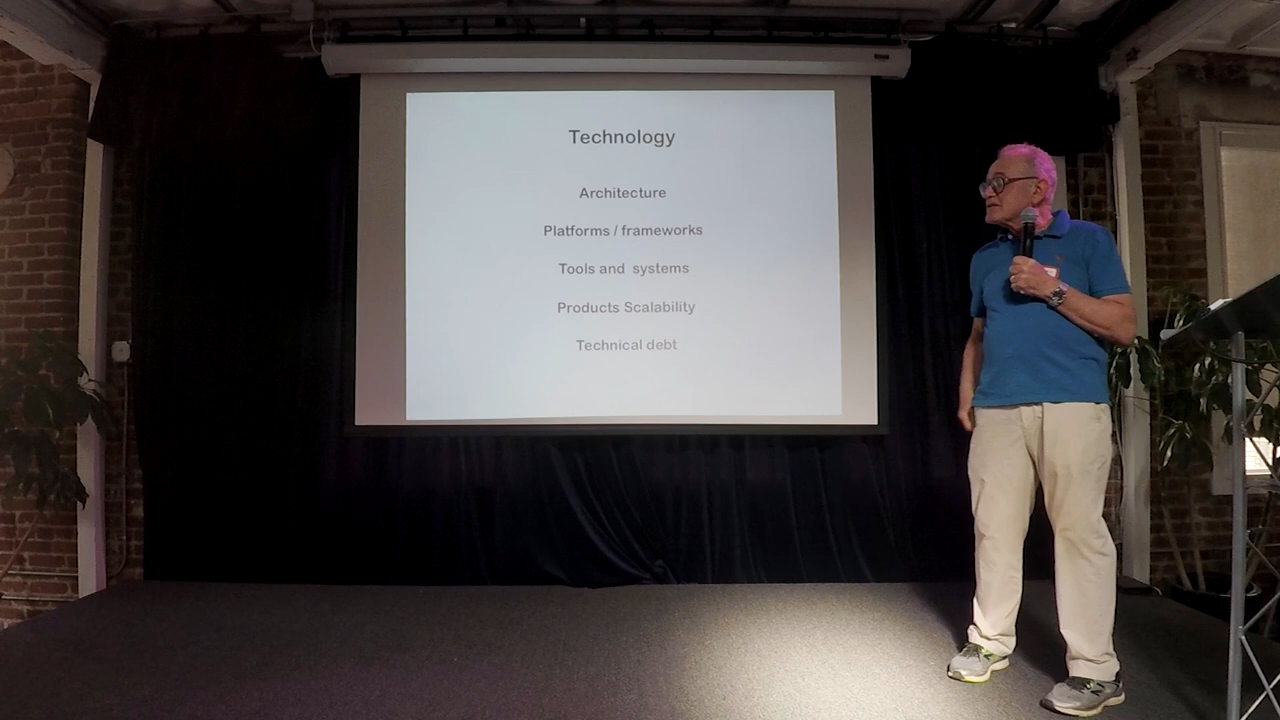 Technology
Architecture
Platforms / frameworks
Tools and  systems
Products Scalability
Technical debt